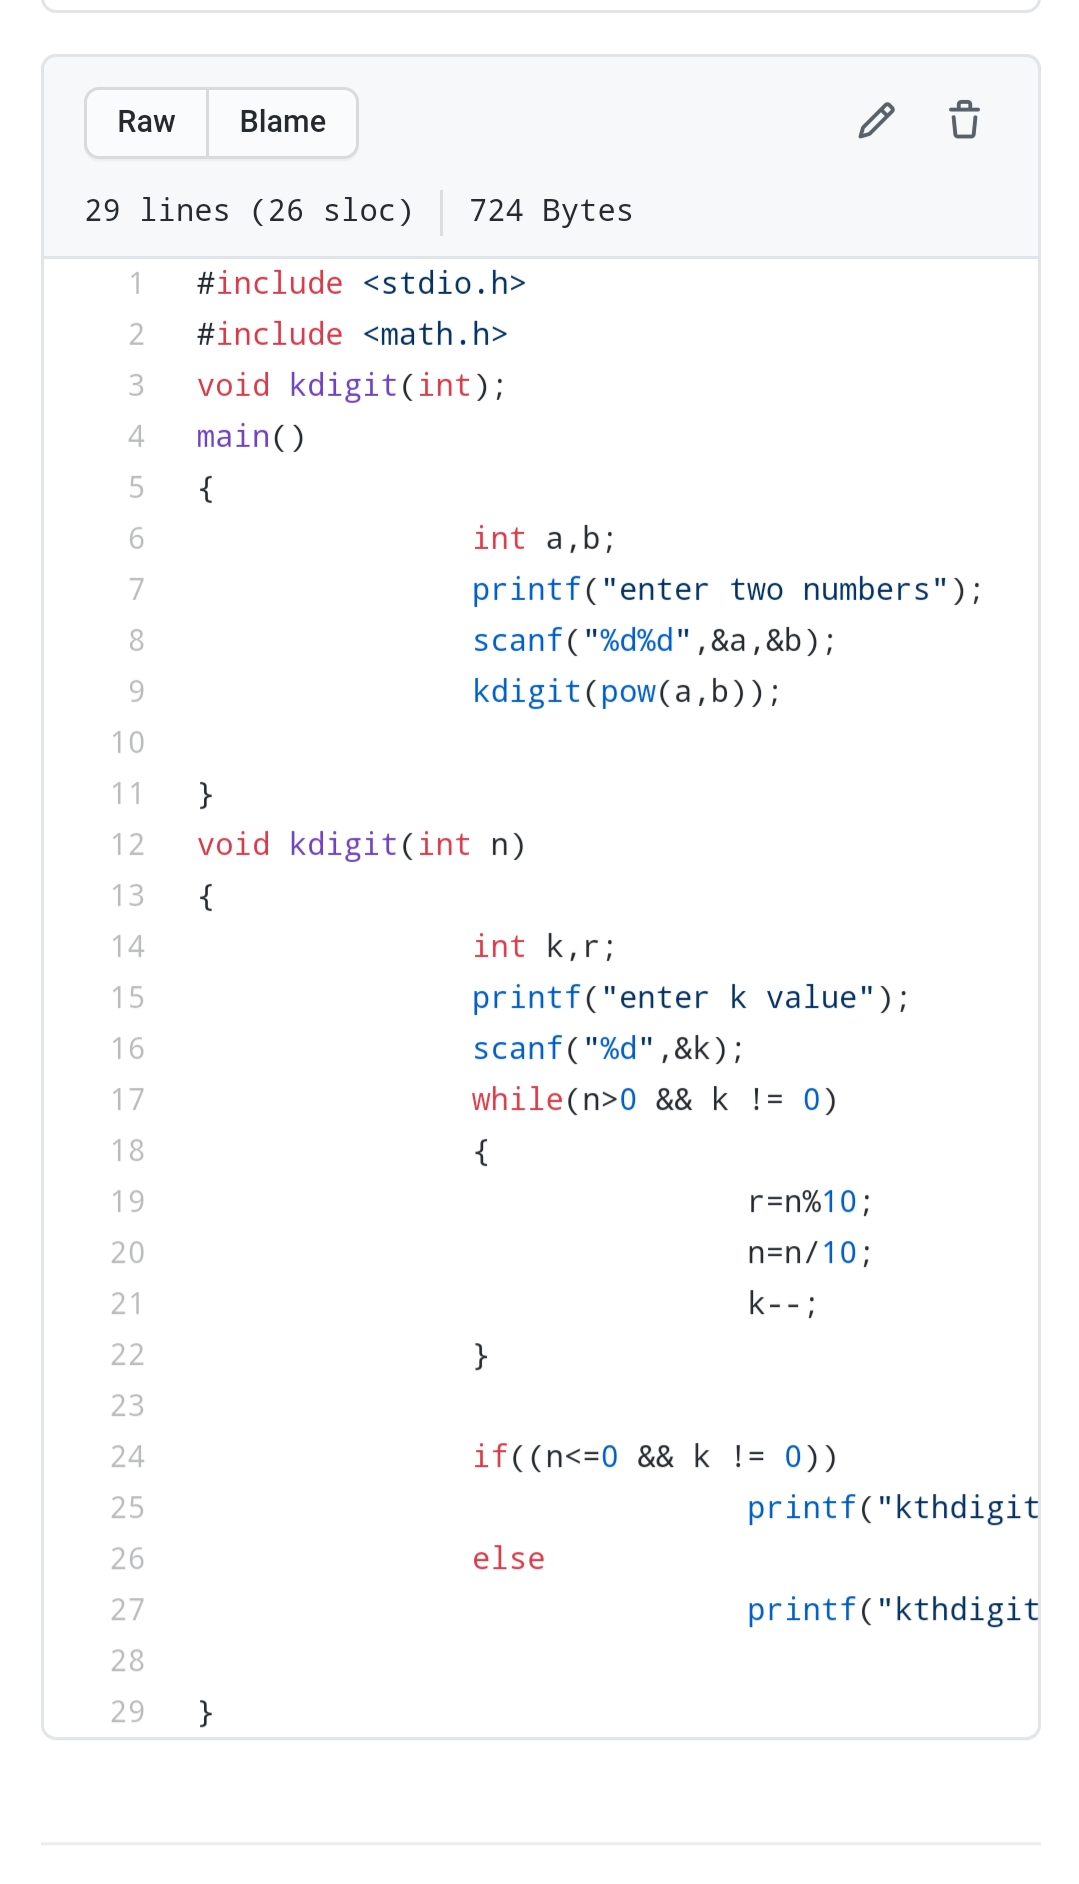 Raw Blame
29 lines (26 sloc) 724 Bytes
1 #include <stdio.h>
2 #include <math.h>
3 void kdigit(int);
4 main()
5 {
6 int a,b;
7 printf("enter two numbers");
8 scanf("%d%d",&a,&b);
9 kdigit(pow(a,b));
10
11 }
12 void kdigit(int n)
13 {
14 int k,r;
15 printf("enter k value");
16 scanf("%d",&k);
17 while(n>0 && k != 0)
18 {
19 r=n%10;
20 n=n/10;
21 k--;
22 }
23
24 if((n<=0 && k != 0))
25 printf("kthdigit
26 else
27 printf("kthdigit
28
29 }